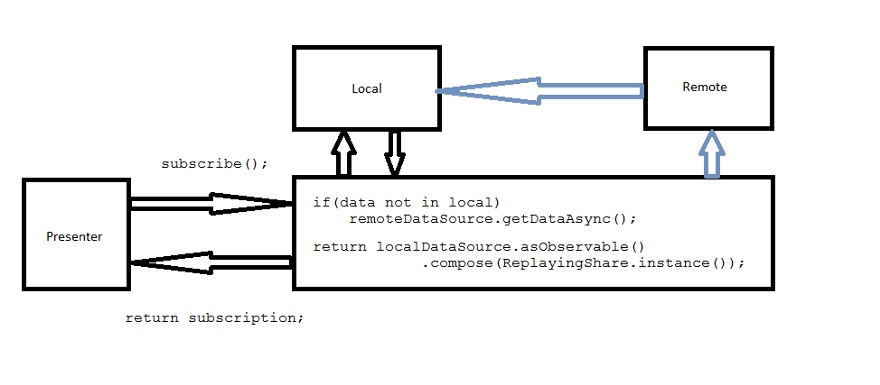 Local
Remote
subscribe();
Presenter
if(data not in local)
remoteDataSource.getDataAsync();
return localDataSource.asObservable()
.compose(ReplayingShare.instance());
return subscription;